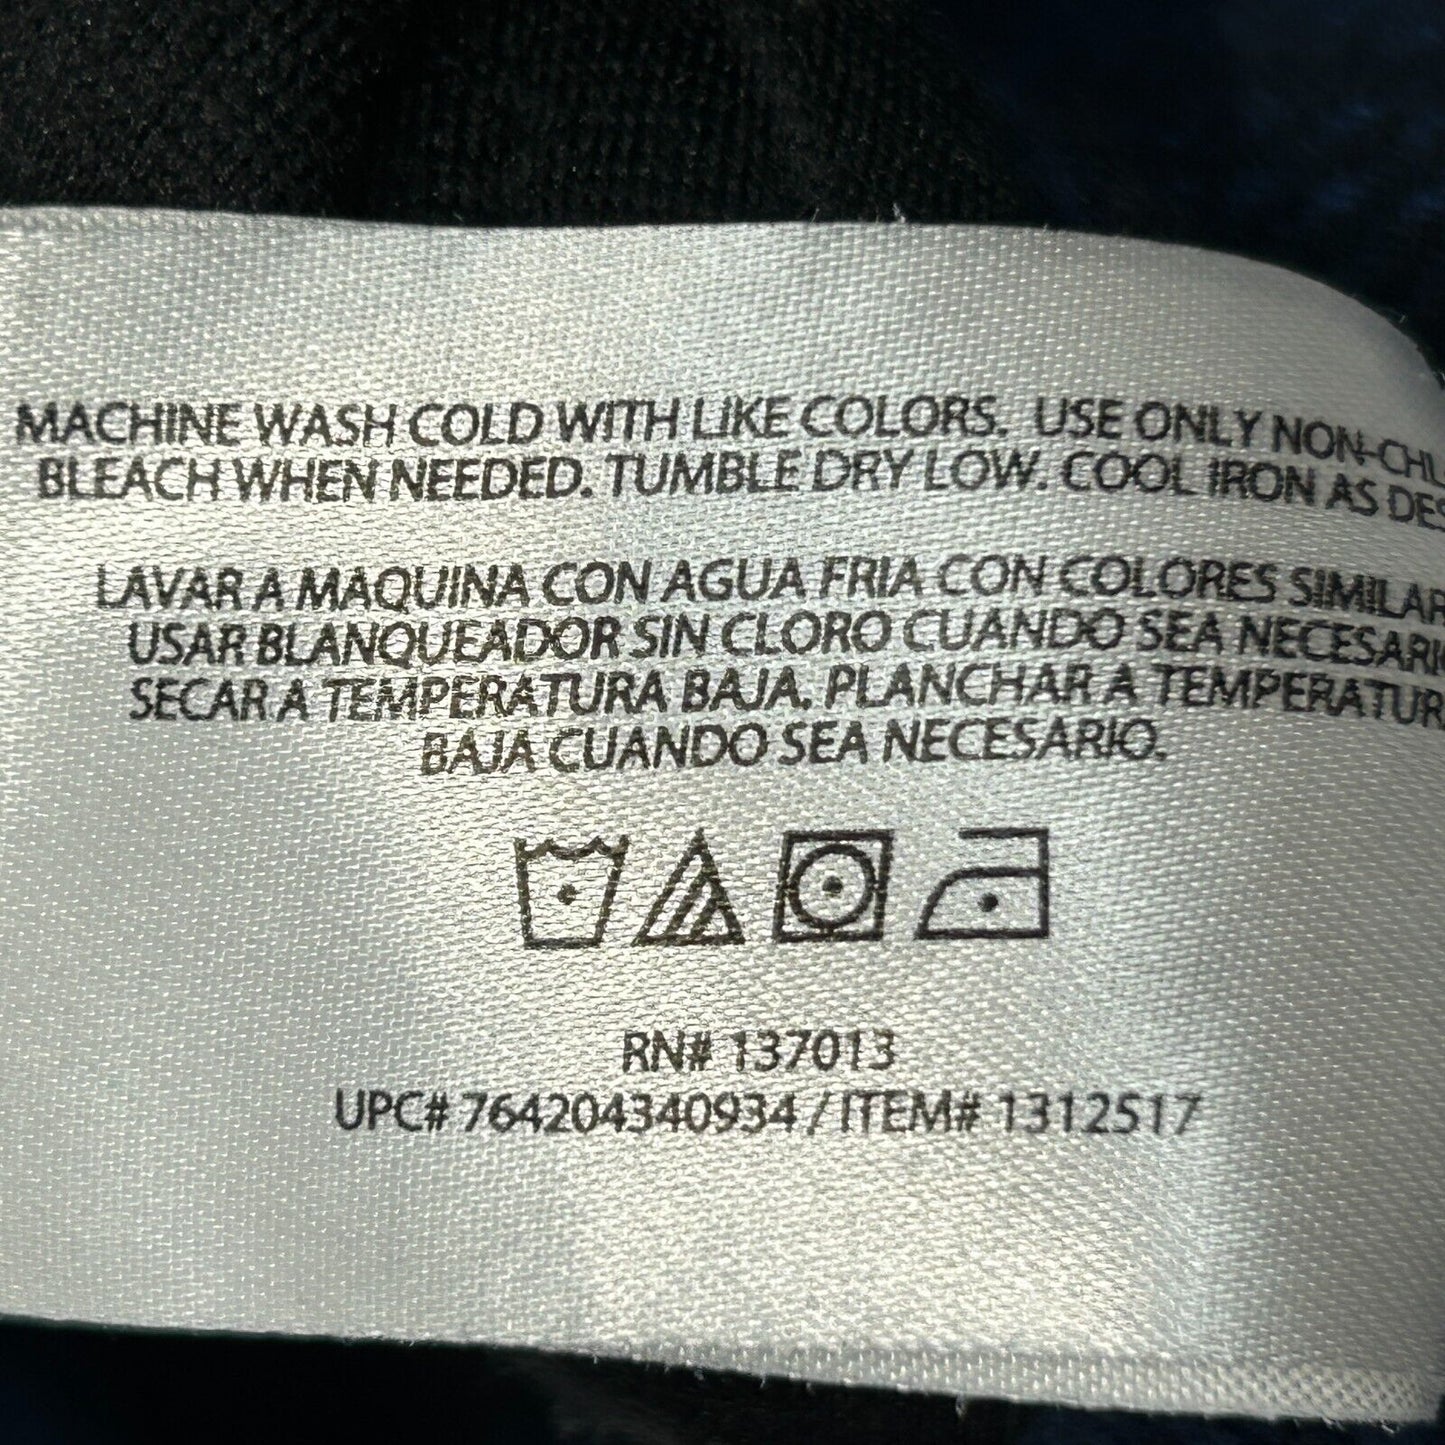 MACHINE WASH COLD WITH LIKE COLORS. USE ONLY NON-CHL
BLEACH WHEN NEEDED. TUMBLE DRY LOW. COOL IRON AS DES
LAVAR A MAQUINA CON AGUA FRIA CON COLORES SIMILAR
USAR BLANQUEADOR SIN CLORO CUANDO SEA NECESARI
SECAR A TEMPERATURA BAJA. PLANCHAR A TEMPERATUR
BAJA CUANDO SEA NECESARIO.
RN# 137013
UPC# 764204340934 / ITEM# 1312517